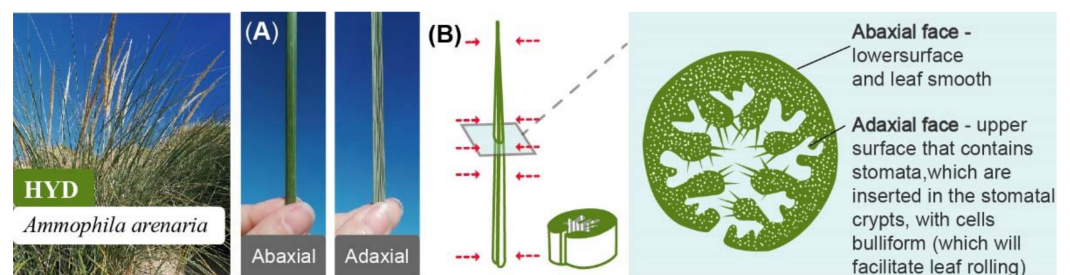 HYD
Ammophila arenaria
(A)
Abaxial
Adaxial
(B)
Abaxial face -
lowersurface
and leaf smooth
Adaxial face - upper
surface that contains
stomata,which are
inserted in the stomatal
crypts, with cells
bulliform (which will
facilitate leaf rolling)